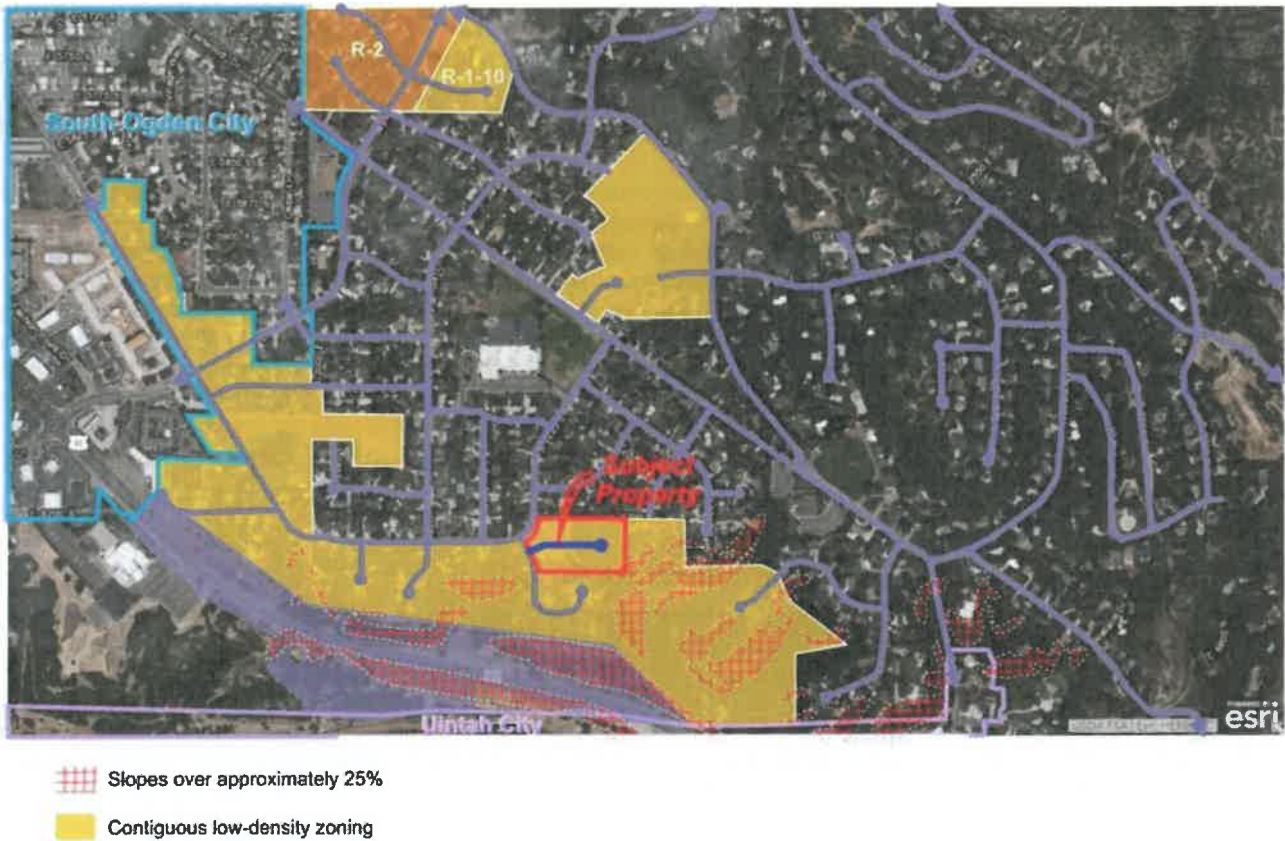 R-2
R-1-10
South Ogden City
Subject
Property
Uintah City
esri
Slopes over approximately 25%
Contiguous low-density zoning